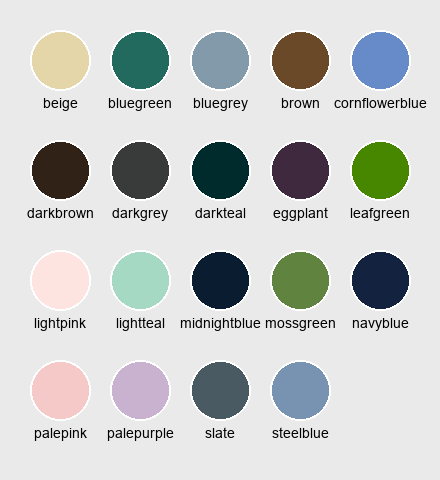 beige bluegreen bluegrey brown cornflowerblue
darkbrown darkgrey darkteal eggplant leafgreen
lightpink lightteal midnightblue mossgreen navyblue
palepink palepurple slate steelblue